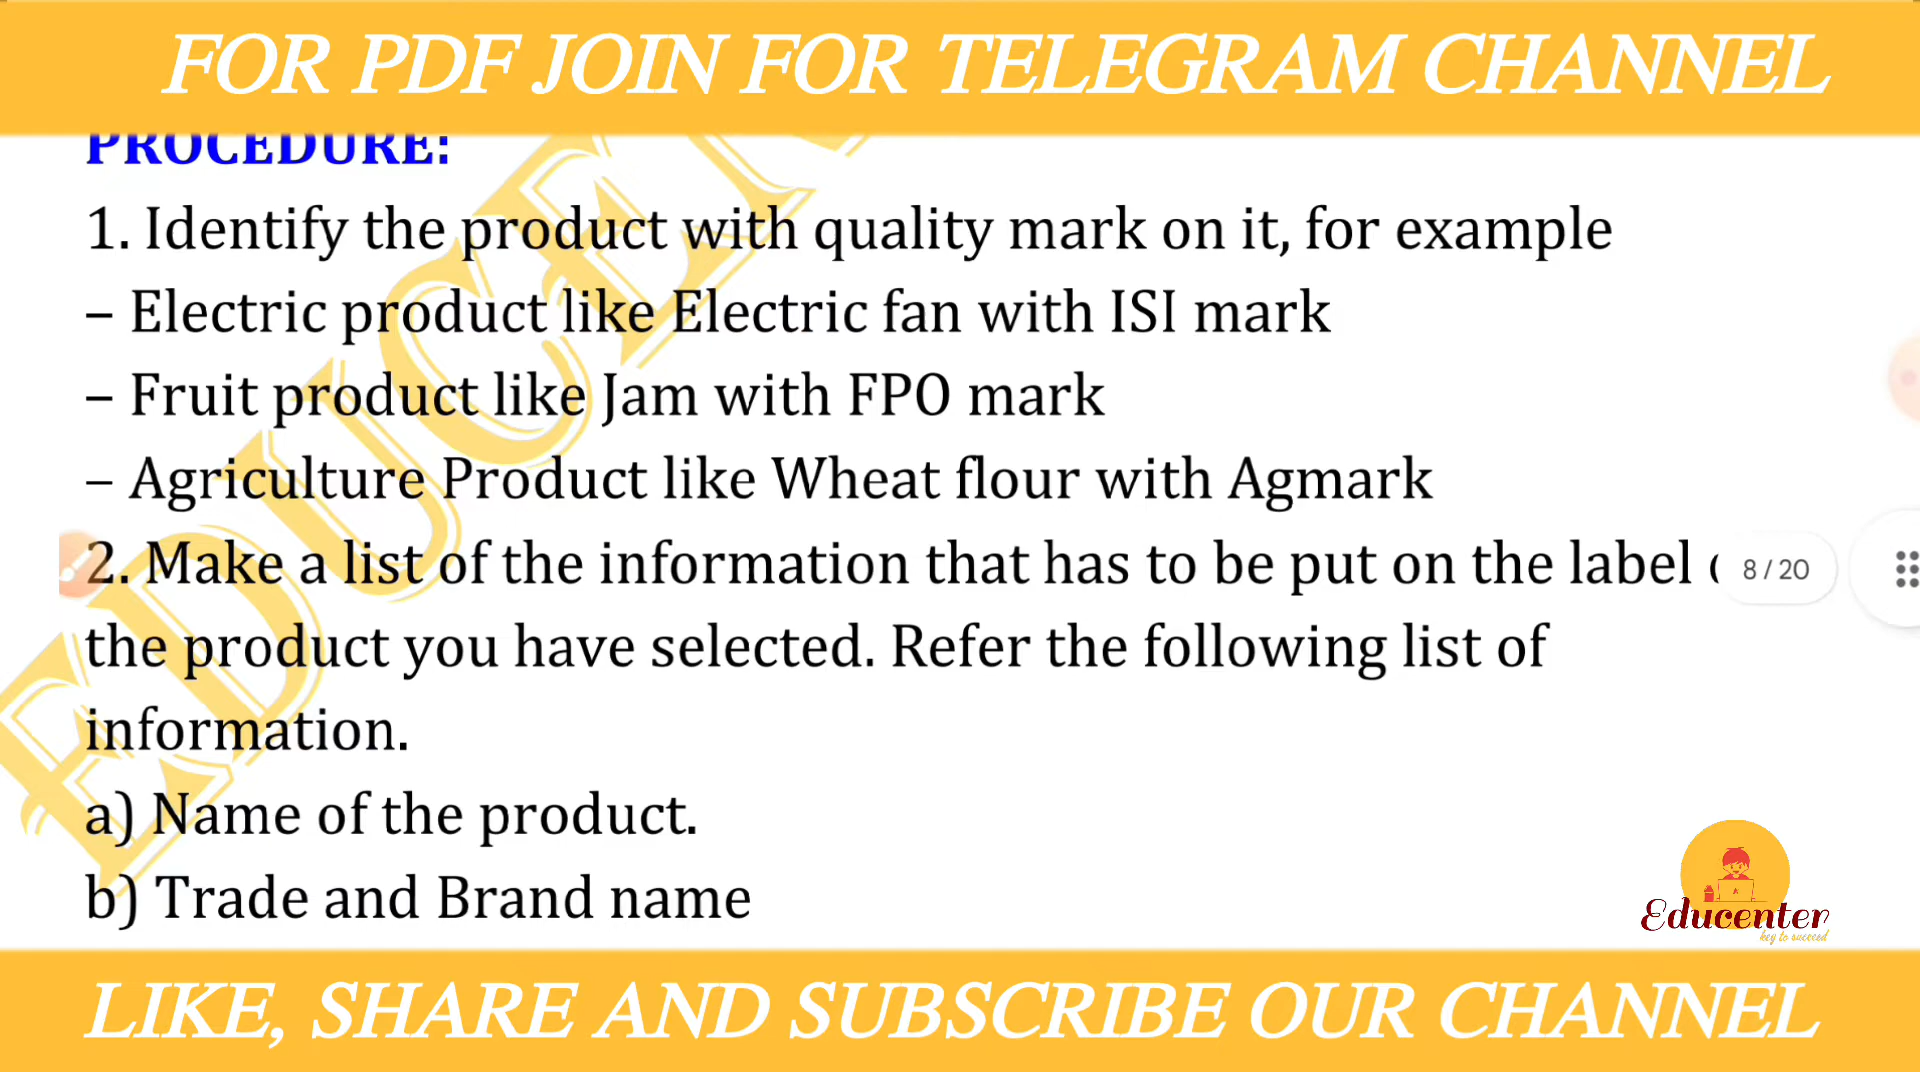 FOR PDF JOIN FOR TELEGRAM CHANNEL
PROCEDURE:
1. Identify the product with quality mark on it, for example
– Electric product like Electric fan with ISI mark
– Fruit product like Jam with FPO mark
– Agriculture Product like Wheat flour with Agmark
2. Make a list of the information that has to be put on the label
8 / 20
the product you have selected. Refer the following list of
information.
a) Name of the product.
b) Trade and Brand name
Educenter
key to succeed
LIKE, SHARE AND SUBSCRIBE OUR CHANNEL